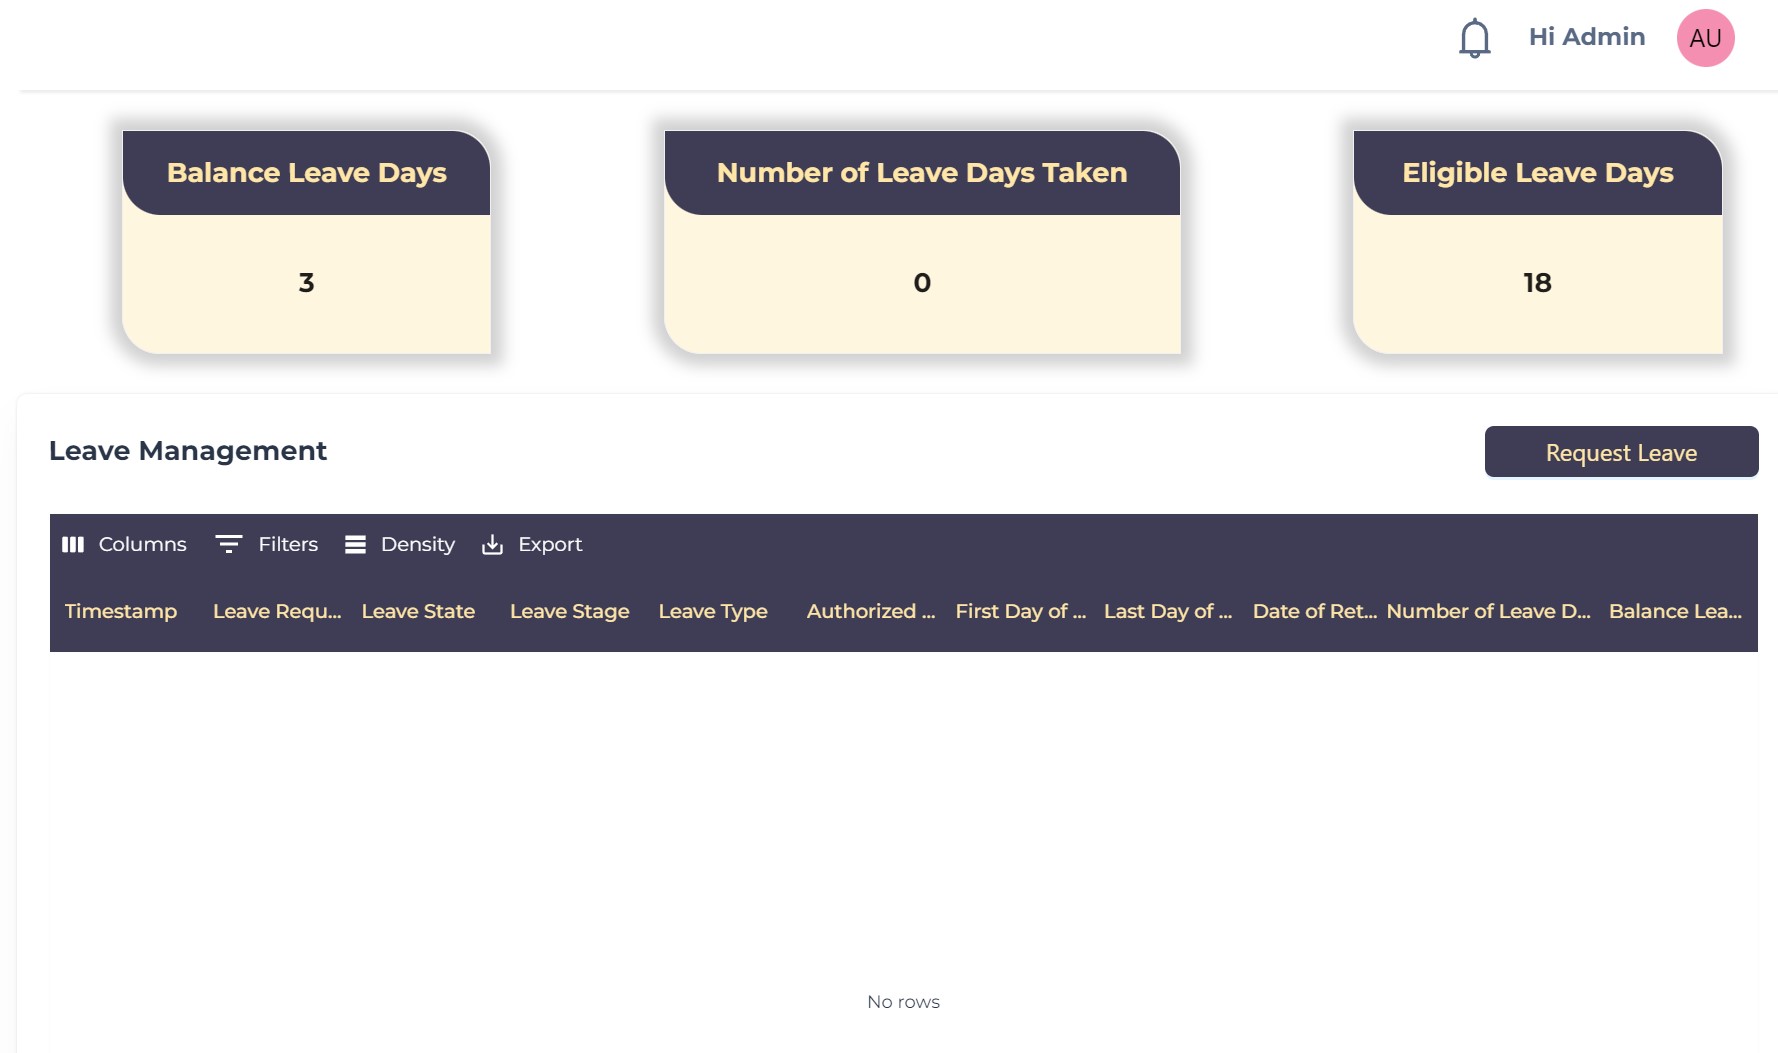 Hi Admin AU
Balance Leave Days
3
Number of Leave Days Taken
0
Eligible Leave Days
18
Leave Management
Request Leave
Columns Filters Density Export
Timestamp Leave Requ... Leave State Leave Stage Leave Type Authorized ... First Day of ... Last Day of ... Date of Ret... Number of Leave D... Balance Lea...
No rows